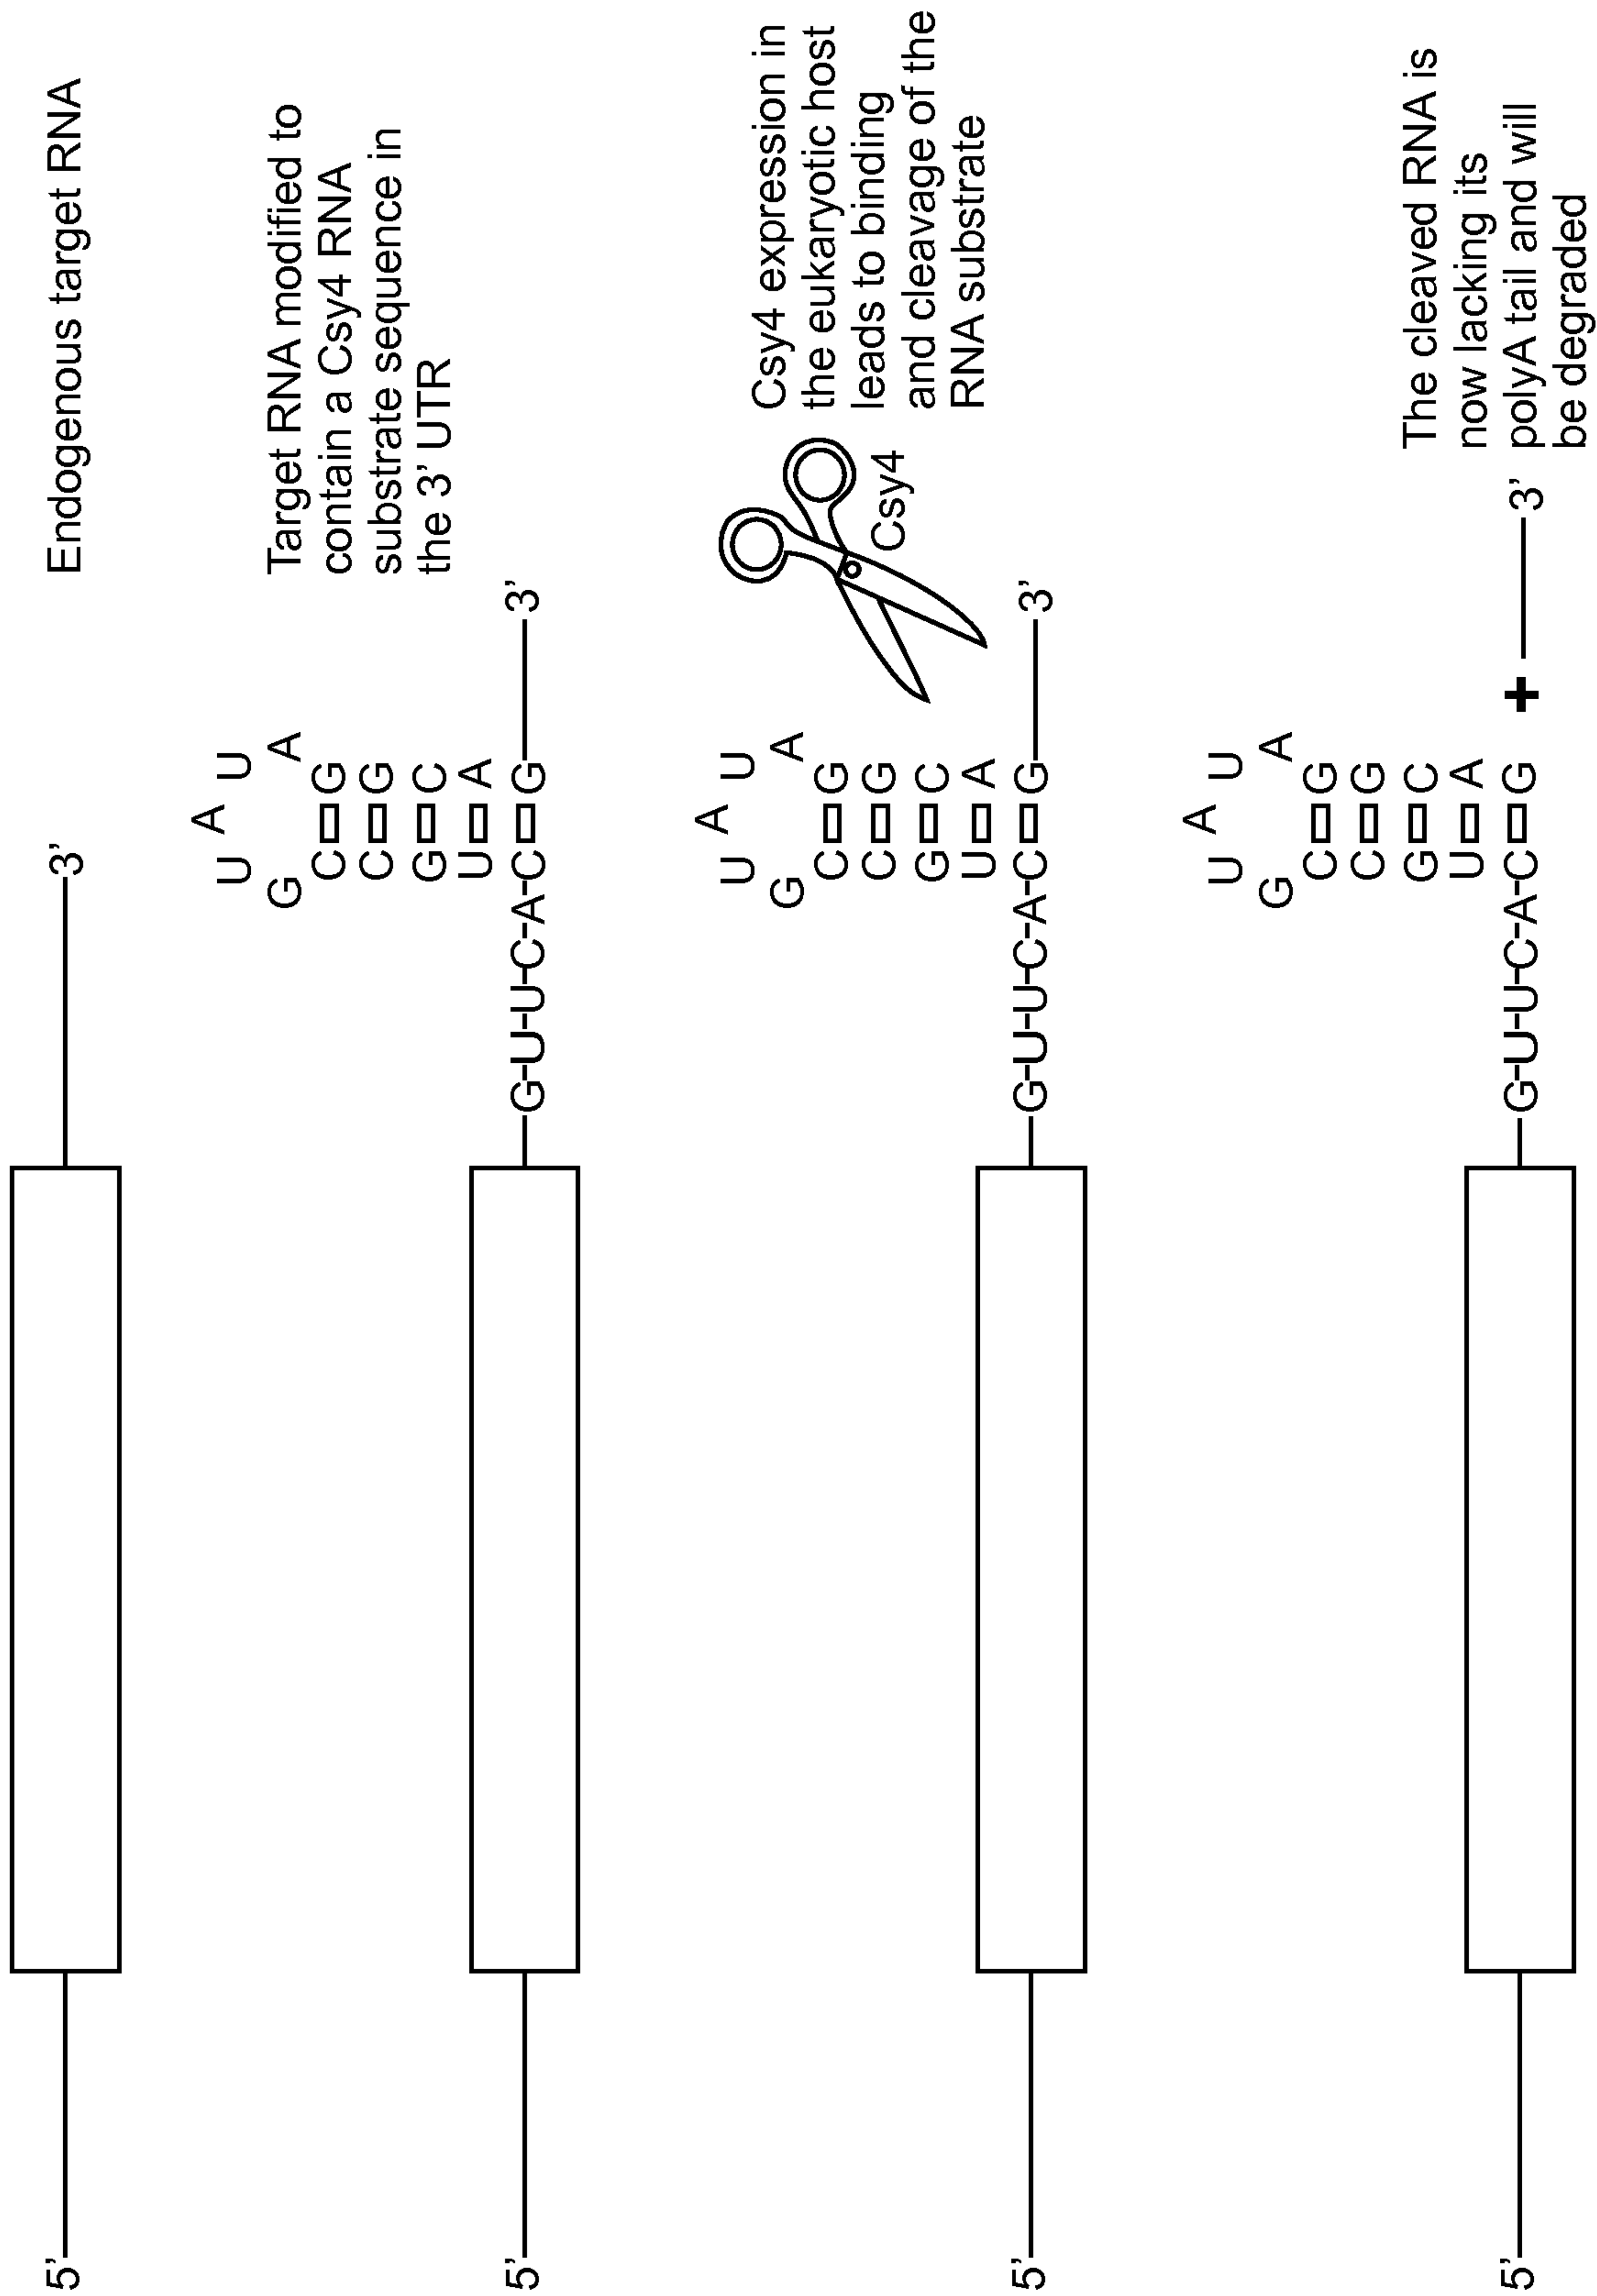 5' 3'
Endogenous target RNA
A
U U
G A
C G
C G
G C
U A
5' G-U-U-C-A-C G 3'
Target RNA modified to
contain a Csy4 RNA
substrate sequence in
the 3' UTR
A
U U
G A
C G
C G
G C
U A
5' G-U-U-C-A-C G 3'
Csy4
Csy4 expression in
the eukaryotic host
leads to binding
and cleavage of the
RNA substrate
A
U U
G A
C G
C G
G C
U A
5' G-U-U-C-A-C G + 3'
The cleaved RNA is
now lacking its
polyA tail and will
be degraded